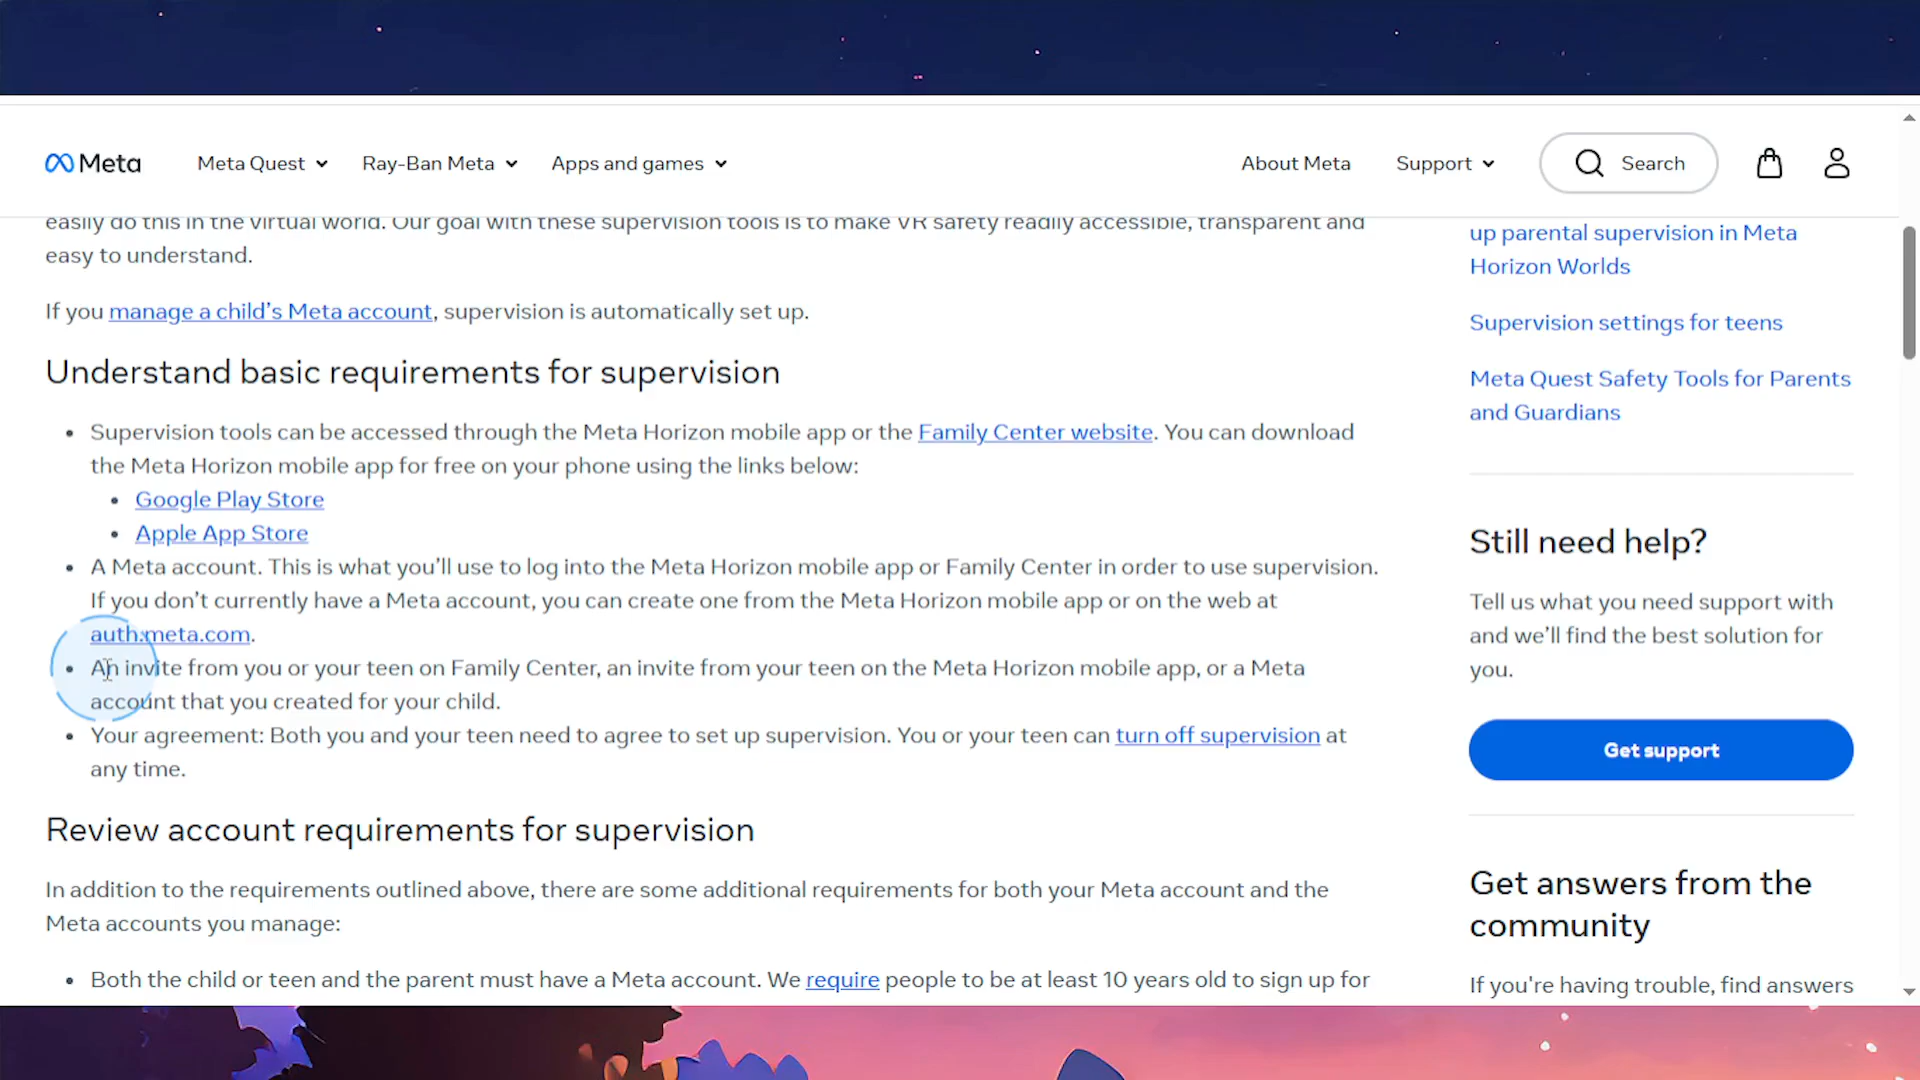 Meta
Meta Quest
Ray-Ban Meta
Apps and games
About Meta
Support
Search
easily do this in the virtual world. Our goal with these supervision tools is to make VR safety readily accessible, transparent and
easy to understand.
If you manage a child’s Meta account, supervision is automatically set up.
Understand basic requirements for supervision
• Supervision tools can be accessed through the Meta Horizon mobile app or the Family Center website. You can download
the Meta Horizon mobile app for free on your phone using the links below:
• Google Play Store
• Apple App Store
• A Meta account. This is what you’ll use to log into the Meta Horizon mobile app or Family Center in order to use supervision.
If you don’t currently have a Meta account, you can create one from the Meta Horizon mobile app or on the web at
auth.meta.com.
• An invite from you or your teen on Family Center, an invite from your teen on the Meta Horizon mobile app, or a Meta
account that you created for your child.
• Your agreement: Both you and your teen need to agree to set up supervision. You or your teen can turn off supervision at
any time.
Review account requirements for supervision
In addition to the requirements outlined above, there are some additional requirements for both your Meta account and the
Meta accounts you manage:
• Both the child or teen and the parent must have a Meta account. We require people to be at least 10 years old to sign up for
up parental supervision in Meta
Horizon Worlds
Supervision settings for teens
Meta Quest Safety Tools for Parents
and Guardians
Still need help?
Tell us what you need support with
and we’ll find the best solution for
you.
Get support
Get answers from the
community
If you're having trouble, find answers